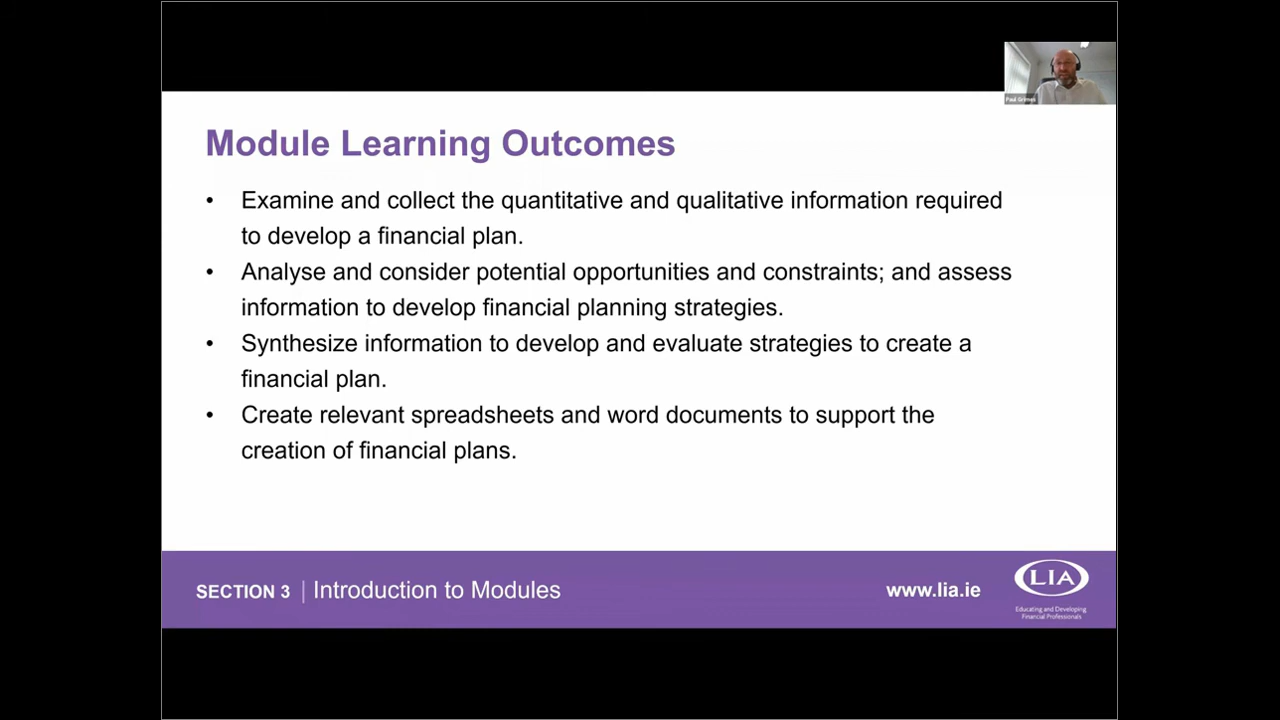 Paul Grimes
Module Learning Outcomes
• Examine and collect the quantitative and qualitative information required
to develop a financial plan.
• Analyse and consider potential opportunities and constraints; and assess
information to develop financial planning strategies.
• Synthesize information to develop and evaluate strategies to create a
financial plan.
• Create relevant spreadsheets and word documents to support the
creation of financial plans.
SECTION 3 | Introduction to Modules
www.lia.ie
LIA
Educating and Developing
Financial Professionals